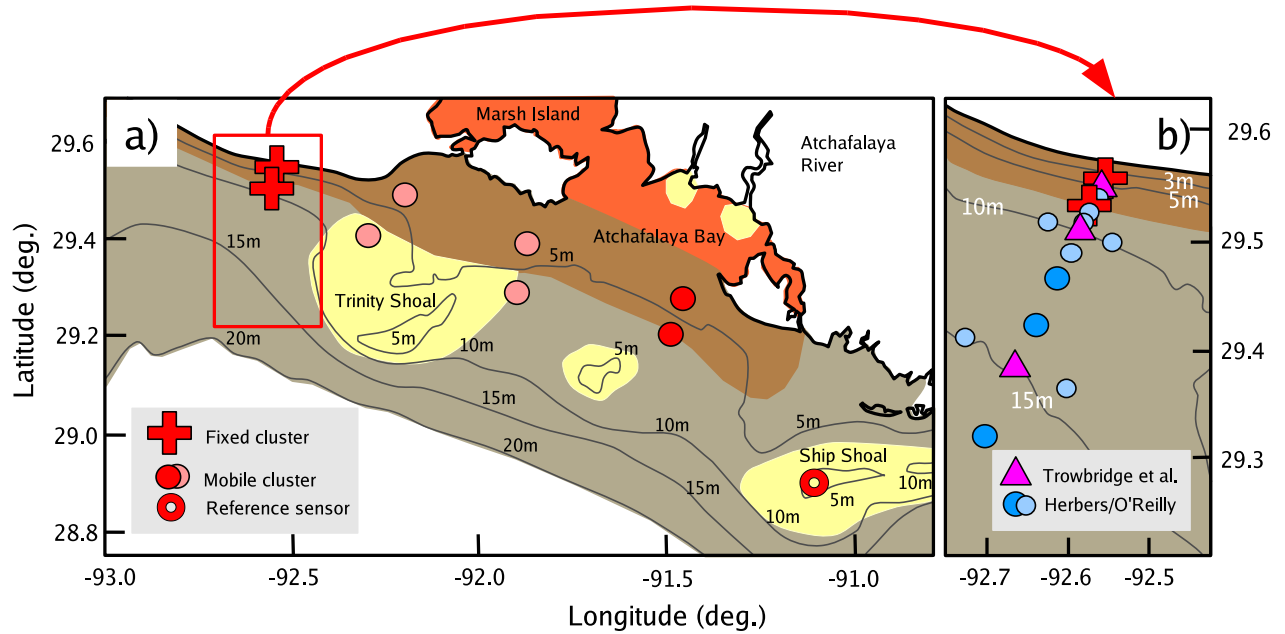 a)
Marsh Island
Atchafalaya
River
b)
29.6
29.6
3m
5m
10m
15m
29.4
Atchafalaya Bay
5m
29.5
Trinity Shoal
5m
20m
10m
5m
29.2
29.4
15m
15m
10m
5m
29.0
20m
Ship Shoal
29.3
15m
10m
5m
10m
28.8
Fixed cluster
Mobile cluster
Reference sensor
Trowbridge et al.
Herbers/O'Reilly
-93.0
-92.5
-92.0
-91.5
-91.0
-92.7
-92.6
-92.5
Latitude (deg.)
Longitude (deg.)